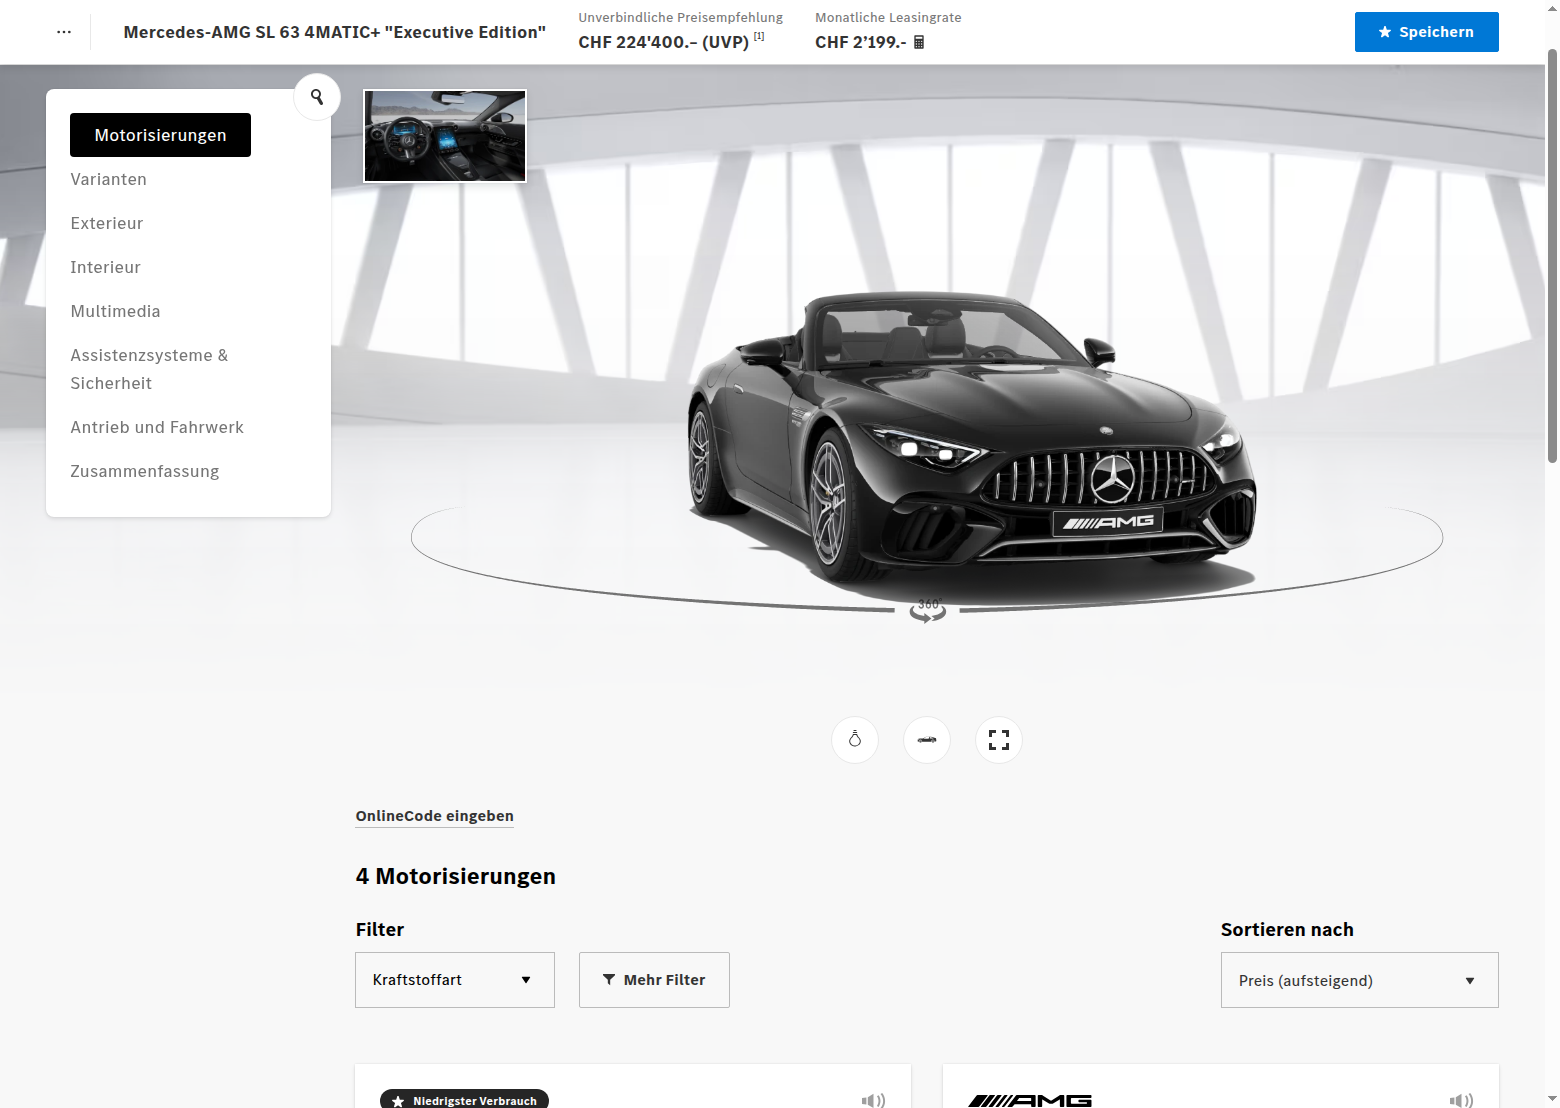 ...
Mercedes-AMG SL 63 4MATIC+ "Executive Edition"
Unverbindliche Preisempfehlung
CHF 224'400.– (UVP) [1]
Monatliche Leasingrate
CHF 2’199.-
Speichern
Motorisierungen
Varianten
Exterieur
Interieur
Multimedia
Assistenzsysteme &
Sicherheit
Antrieb und Fahrwerk
Zusammenfassung
AMG
360°
OnlineCode eingeben
4 Motorisierungen
Filter
Sortieren nach
Kraftstoffart
Mehr Filter
Preis (aufsteigend)
Niedrigster Verbrauch
AMG